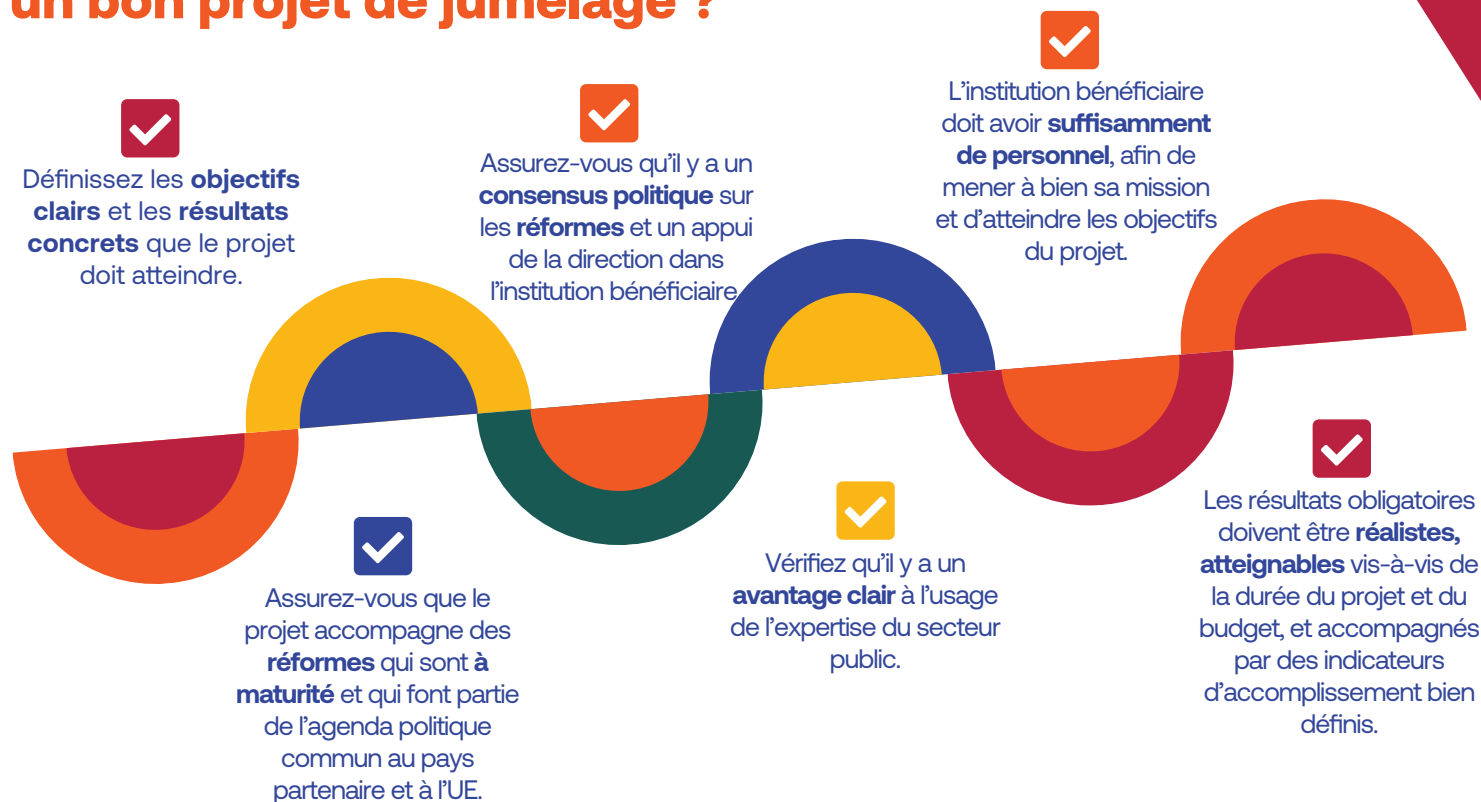 un bon projet de jumelage ?
Définissez les objectifs
clairs et les résultats
concrets que le projet
doit atteindre.
Assurez-vous que le
projet accompagne des
réformes qui sont à
maturité et qui font partie
de l'agenda politique
commun au pays
partenaire et à l'UE.
Assurez-vous qu'il y a un
consensus politique sur
les réformes et un appui
de la direction dans
l'institution bénéficiaire.
Vérifiez qu'il y a un
avantage clair à l'usage
de l'expertise du secteur
public.
L'institution bénéficiaire
doit avoir suffisamment
de personnel, afin de
mener à bien sa mission
et d'atteindre les objectifs
du projet.
Les résultats obligatoires
doivent être réalistes,
atteignables vis-à-vis de
la durée du projet et du
budget, et accompagnés
par des indicateurs
d'accomplissement bien
définis.